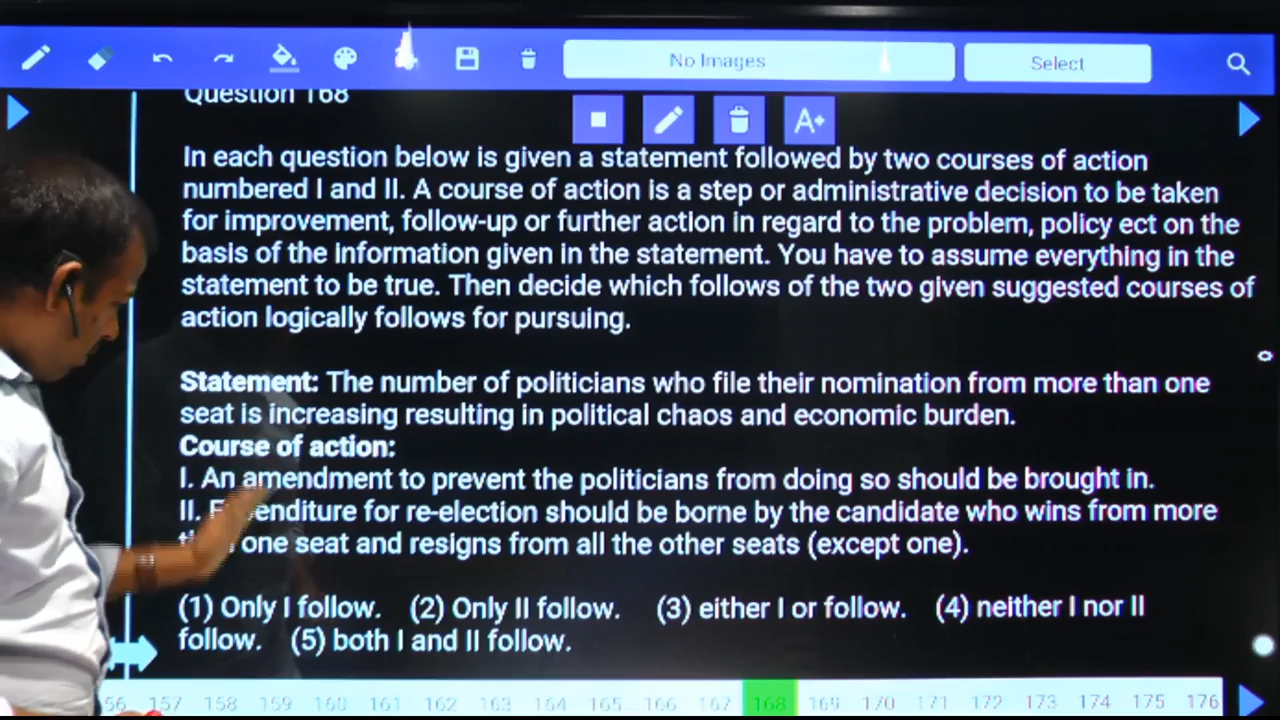 No Images
Select
Question 168
A+
In each question below is given a statement followed by two courses of action
numbered I and II. A course of action is a step or administrative decision to be taken
for improvement, follow-up or further action in regard to the problem, policy ect on the
basis of the information given in the statement. You have to assume everything in the
statement to be true. Then decide which follows of the two given suggested courses of
action logically follows for pursuing.
Statement: The number of politicians who file their nomination from more than one
seat is increasing resulting in political chaos and economic burden.
Course of action:
I. An amendment to prevent the politicians from doing so should be brought in.
II. Expenditure for re-election should be borne by the candidate who wins from more
one seat and resigns from all the other seats (except one).
(1) Only I follow. (2) Only II follow. (3) either I or follow. (4) neither I nor II
follow. (5) both I and II follow.
56 157 158 159 160 161 162 163 164 165 166 167 168 169 170 171 172 173 174 175 176